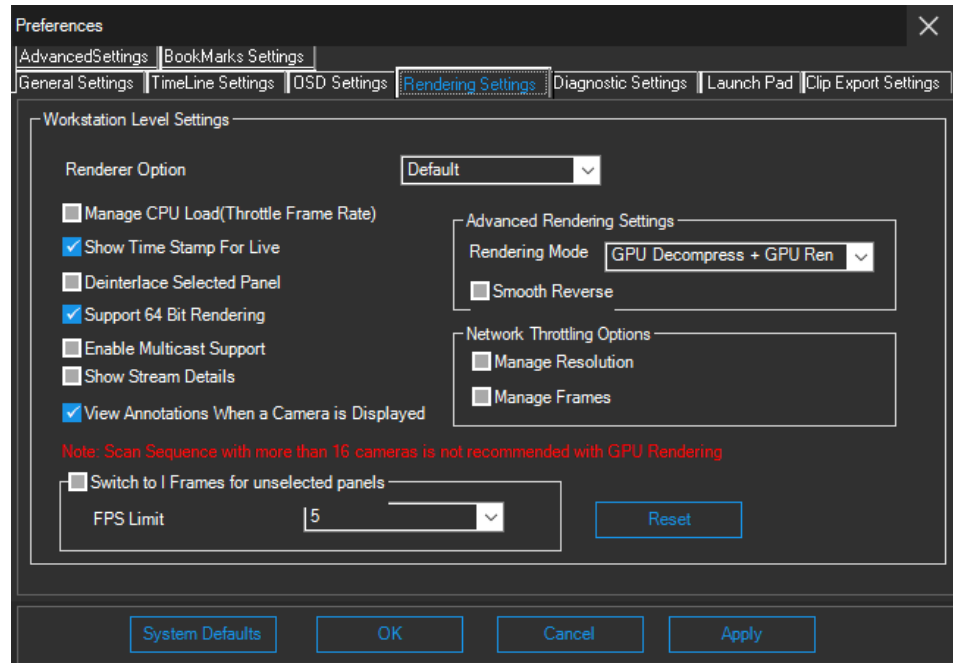 Preferences
AdvancedSettings BookMarks Settings
General Settings TimeLine Settings OSD Settings Rendering Settings Diagnostic Settings Launch Pad Clip Export Settings
Workstation Level Settings
Renderer Option Default
Manage CPU Load(Throttle Frame Rate)
Show Time Stamp For Live
Deinterlace Selected Panel
Support 64 Bit Rendering
Enable Multicast Support
Show Stream Details
View Annotations When a Camera is Displayed
Advanced Rendering Settings
Rendering Mode GPU Decompress + GPU Ren
Smooth Reverse
Network Throttling Options
Manage Resolution
Manage Frames
Note: Scan Sequence with more than 16 cameras is not recommended with GPU Rendering
Switch to I Frames for unselected panels
FPS Limit 5
Reset
System Defaults OK Cancel Apply